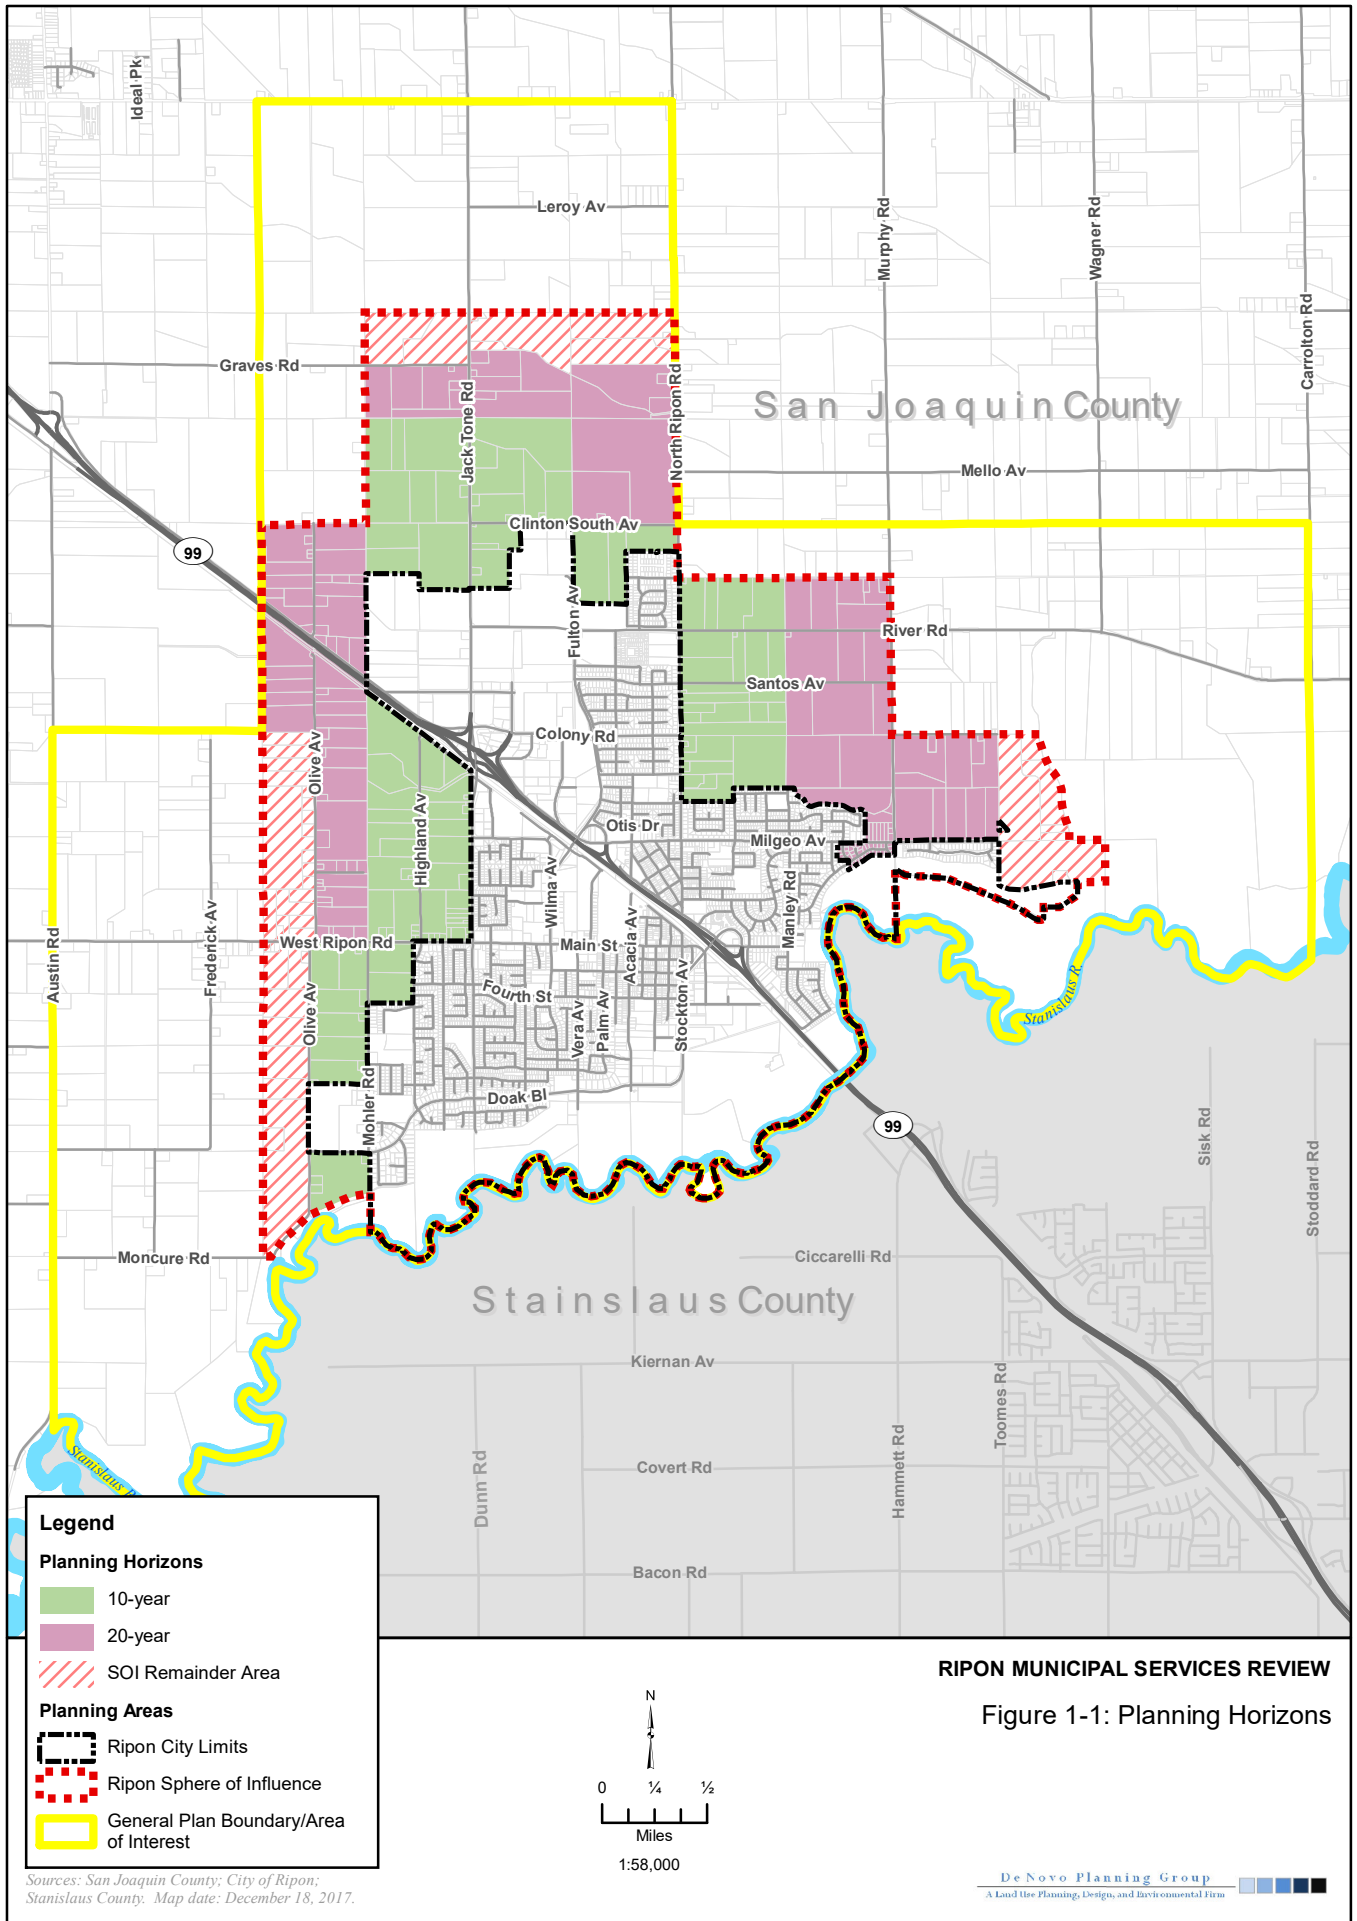 Ideal Pk
Leroy Av
Murphy Rd
Wagner Rd
Carrolton Rd
Graves Rd
Jack Tone Rd
North Ripon Rd
San Joaquin County
Mello Av
Clinton South Av
99
Fulton Av
River Rd
Santos Av
Olive Av
Colony Rd
Highland Av
Otis Dr
Milgeo Av
Wilma Av
Manley Rd
Acacia Av
Austin Rd
Frederick Av
West Ripon Rd
Main St
Stockton Av
Fourth St
Olive Av
Vera Av
Palm Av
Stanislaus R.
Mohler Rd
Doak Bl
99
Sisk Rd
Stoddard Rd
Moncure Rd
Ciccarelli Rd
Stainslaus County
Kiernan Av
Toomes Rd
Hammett Rd
Dunn Rd
Covert Rd
Stanislaus R
Bacon Rd
Legend
Planning Horizons
10-year
20-year
SOI Remainder Area
Planning Areas
Ripon City Limits
Ripon Sphere of Influence
General Plan Boundary/Area
of Interest
Sources: San Joaquin County; City of Ripon;
Stanislaus County. Map date: December 18, 2017.
N
0 ¼ ½
Miles
1:58,000
RIPON MUNICIPAL SERVICES REVIEW
Figure 1-1: Planning Horizons
De Novo Planning Group
A Land Use Planning, Design, and Environmental Firm